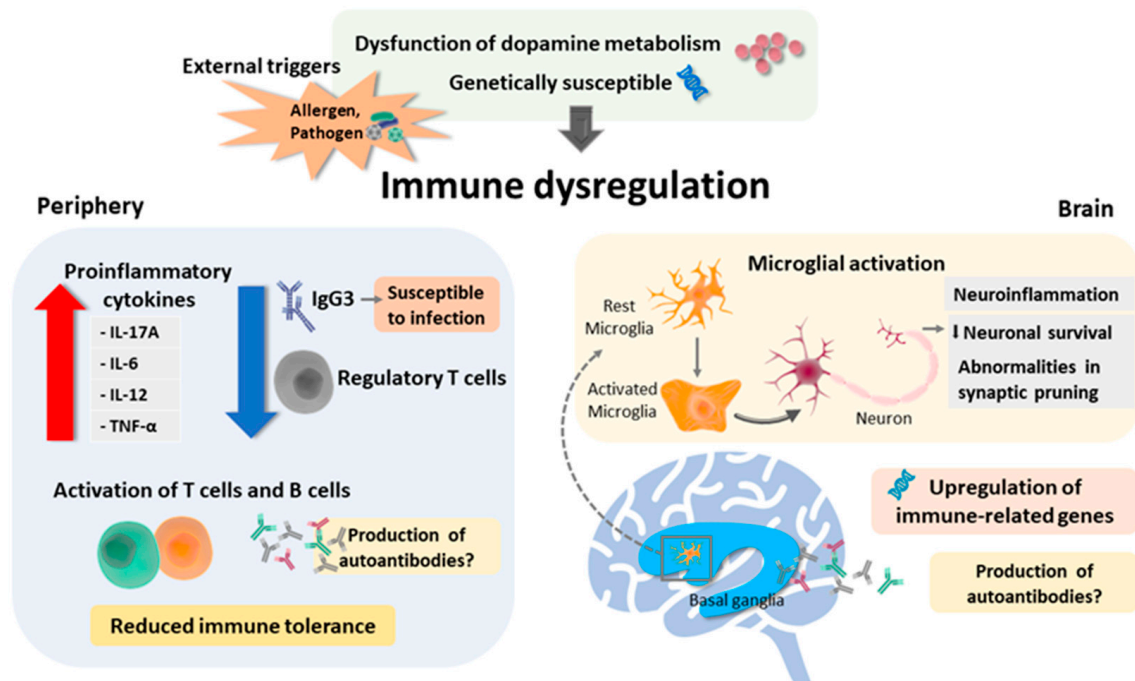 Dysfunction of dopamine metabolism
Genetically susceptible
External triggers
Allergen,
Pathogen
Immune dysregulation
Periphery
Proinflammatory
cytokines
- IL-17A
- IL-6
- IL-12
- TNF-α
IgG3
Susceptible
to infection
Regulatory T cells
Activation of T cells and B cells
Production of
autoantibodies?
Reduced immune tolerance
Brain
Microglial activation
Rest
Microglia
Activated
Microglia
Neuron
Neuroinflammation
⬇ Neuronal survival
Abnormalities in
synaptic pruning
Basal ganglia
Upregulation of
immune-related genes
Production of
autoantibodies?